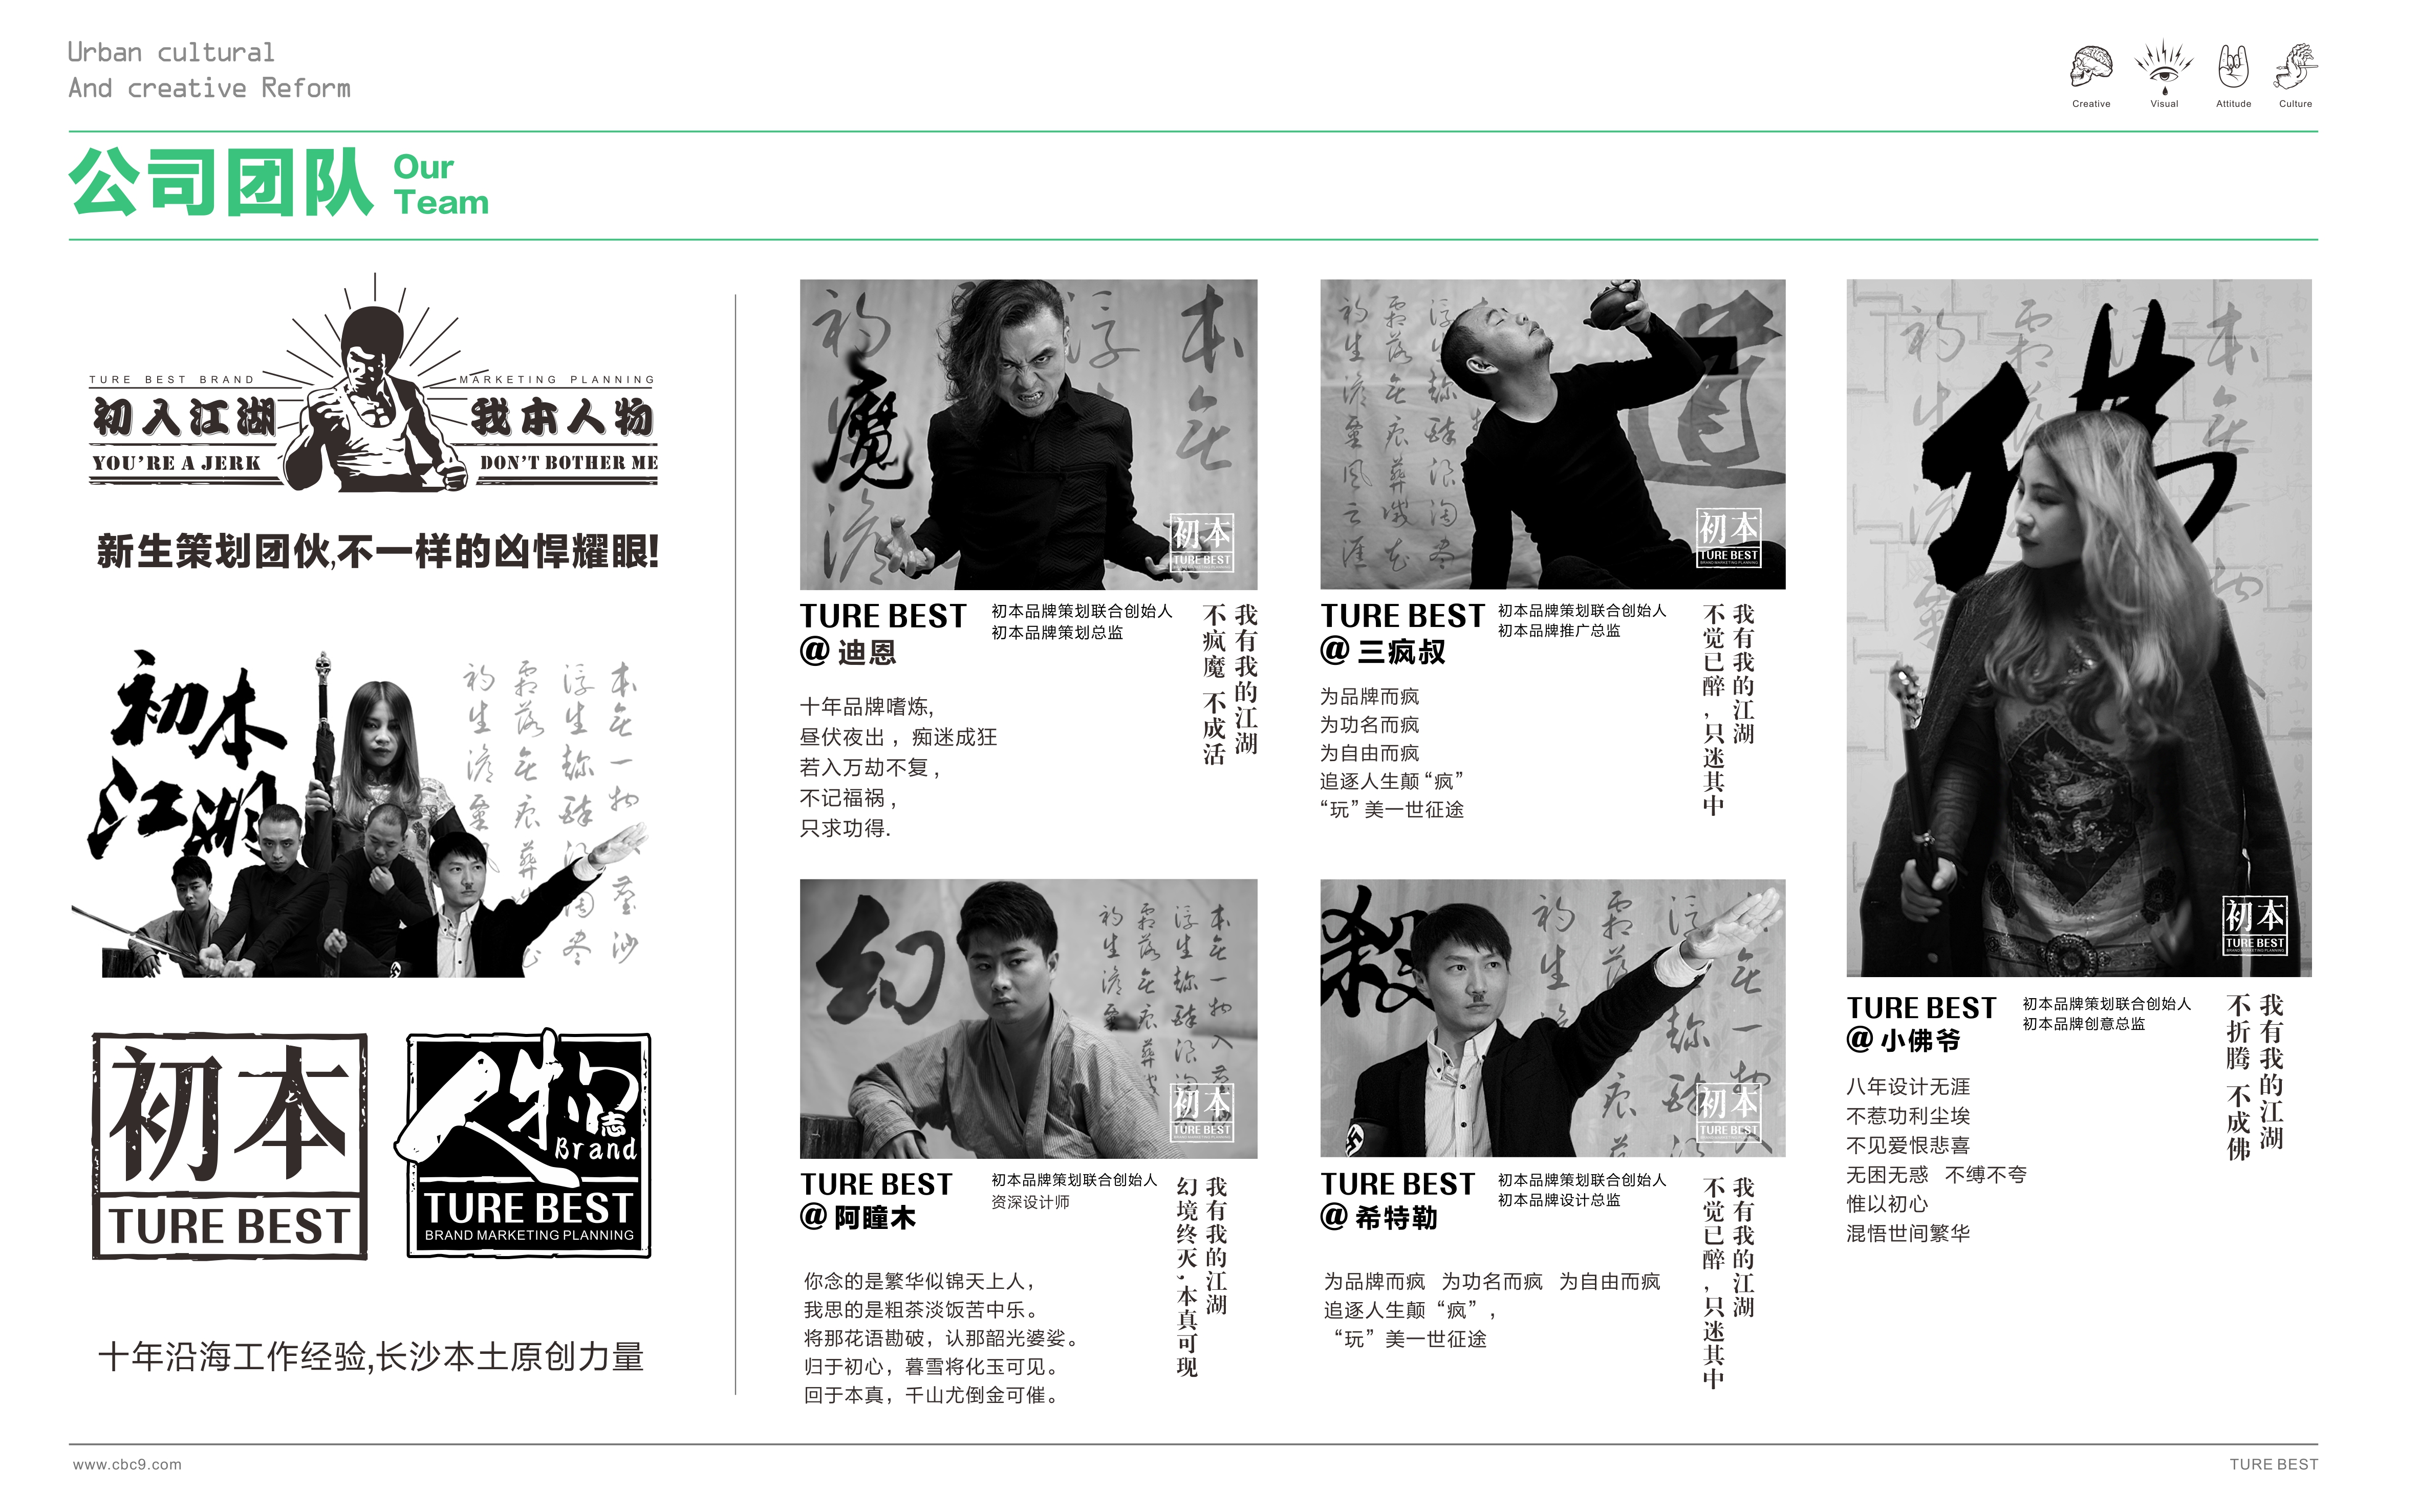 Urban cultural
And creative Reform
Creative
Visual
Attitude
Culture
公司团队
Our
Team
TURE BEST BRAND
MARKETING PLANNING
初入江湖
我本人物
YOU'RE A JERK
DON'T BOTHER ME
新生策划团伙,不一样的凶悍耀眼!
初本
江湖
初本
TURE BEST
人物
志
Brand
TURE BEST
BRAND MARKETING PLANNING
十年沿海工作经验,长沙本土原创力量
魔
初本
TURE BEST
TURE BEST
@迪恩
初本品牌策划联合创始人
初本品牌策划总监
我有我的江湖
不疯魔 不成活
十年品牌嗜炼,
昼伏夜出，痴迷成狂
若入万劫不复，
不记福祸，
只求功得.
道
初本
TURE BEST
TURE BEST
@三疯叔
初本品牌策划联合创始人
初本品牌推广总监
我有我的江湖
不觉已醉，只迷其中
为品牌而疯
为功名而疯
为自由而疯
追逐人生颠“疯”
“玩”美一世征途
幻
初本
TURE BEST
TURE BEST
@阿瞳木
初本品牌策划联合创始人
资深设计师
我有我的江湖
幻境终灭，本真可现
你念的是繁华似锦天上人，
我思的是粗茶淡饭苦中乐。
将那花语勘破，认那韶光婆娑。
归于初心，暮雪将化玉可见。
回于本真，千山尤倒金可催。
杀
初本
TURE BEST
TURE BEST
@希特勒
初本品牌策划联合创始人
初本品牌设计总监
我有我的江湖
不觉已醉，只迷其中
为品牌而疯 为功名而疯 为自由而疯
追逐人生颠“疯”，
“玩”美一世征途
佛
初本
TURE BEST
BRAND MARKETING PLANNING
TURE BEST
@小佛爷
初本品牌策划联合创始人
初本品牌创意总监
我有我的江湖
不折腾 不成佛
八年设计无涯
不惹功利尘埃
不见爱恨悲喜
无困无惑 不缚不夸
惟以初心
混悟世间繁华
www.cbc9.com
TURE BEST